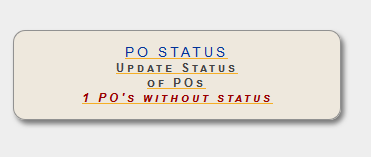 PO STATUS
Update Status
of POs
1 PO's without status